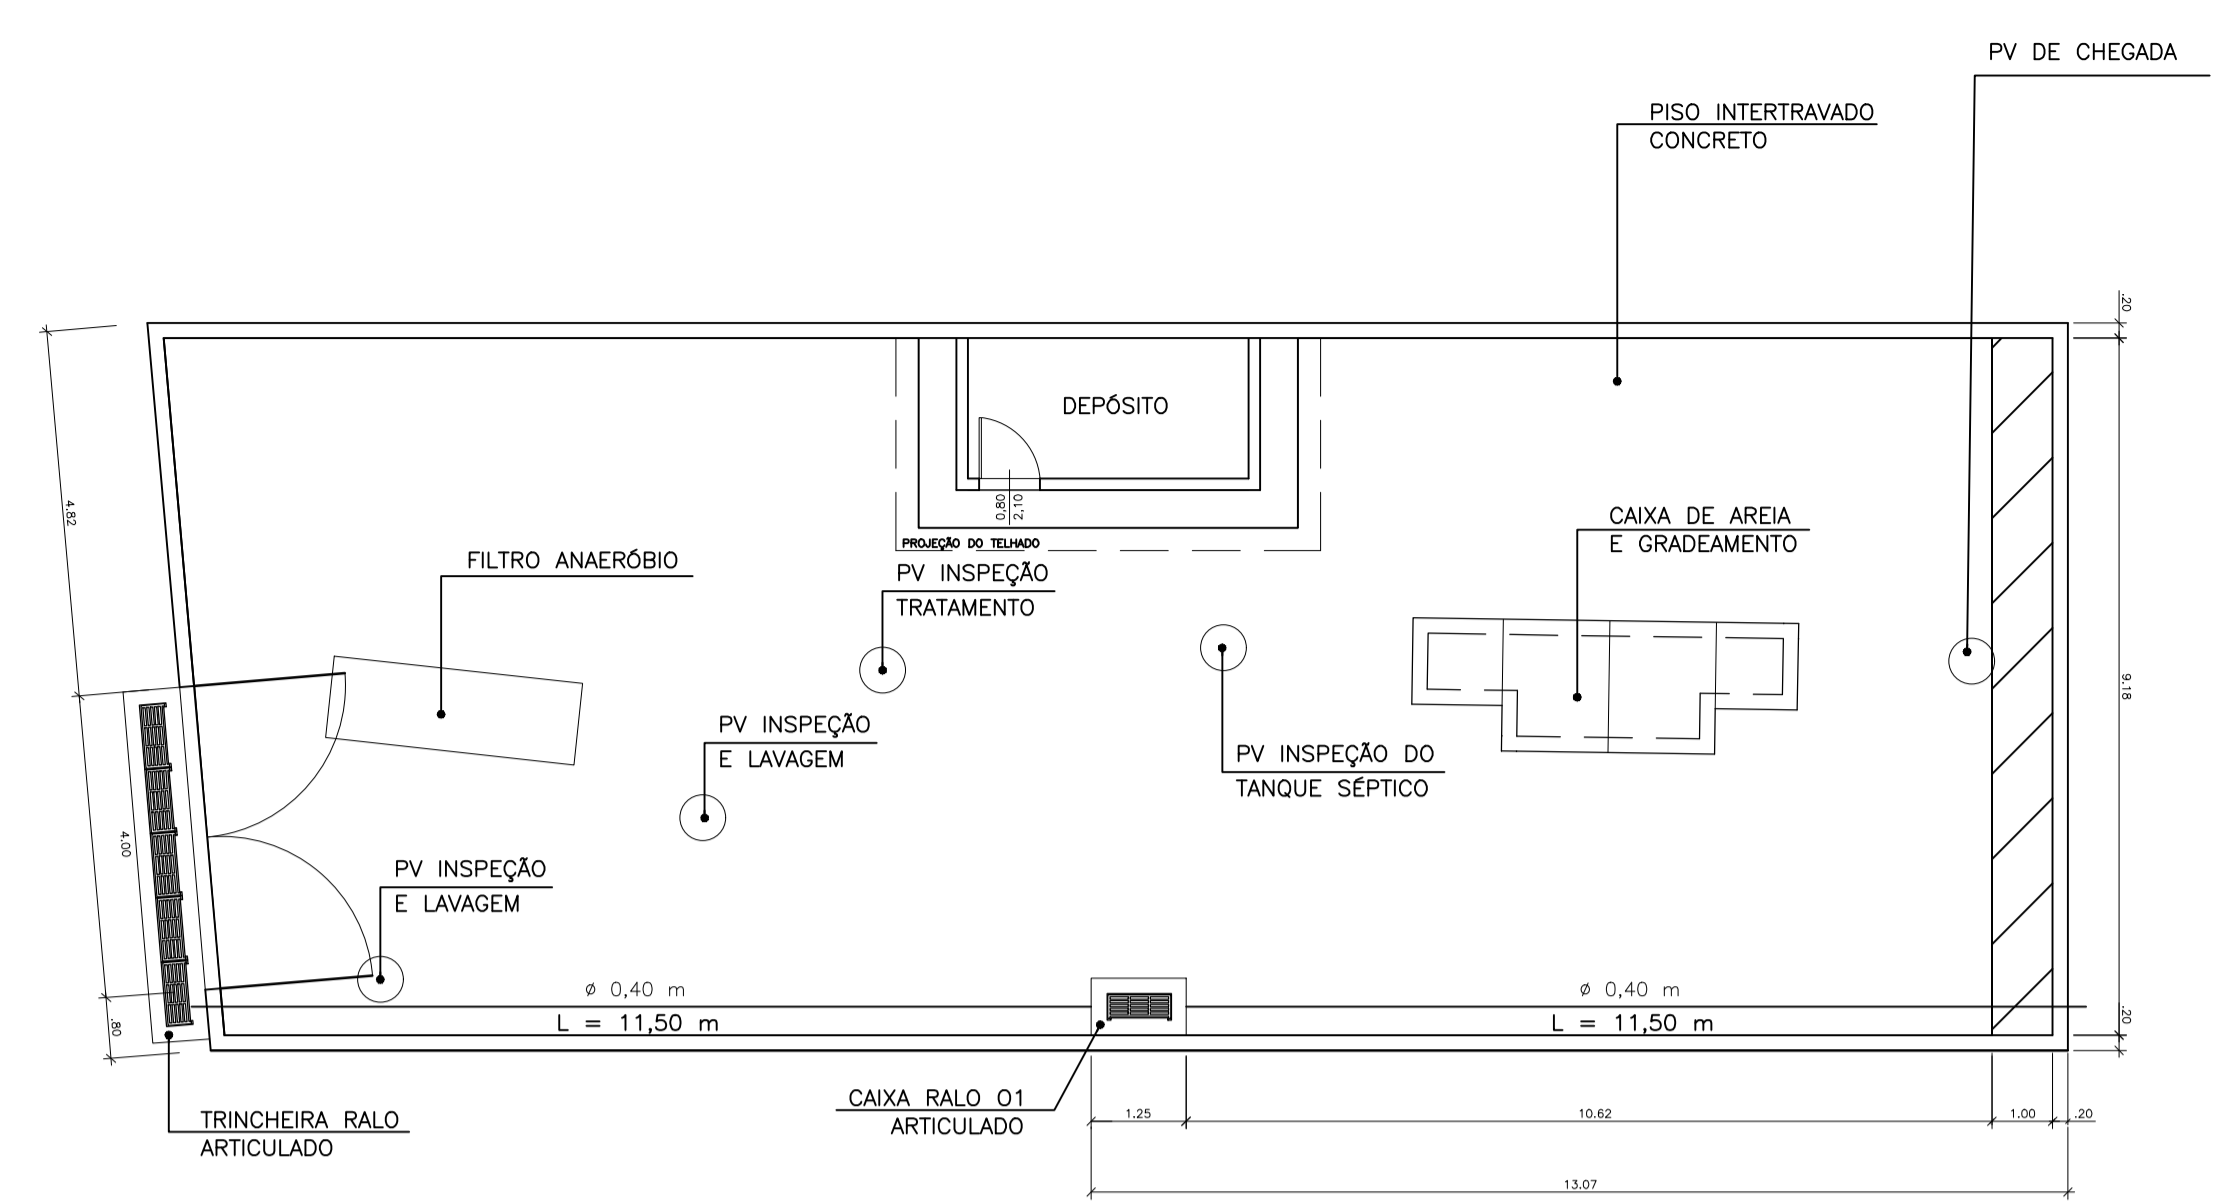 PV DE CHEGADA
PISO INTERTRAVADO
CONCRETO
.20
DEPÓSITO
4.82
0,80
2,10
CAIXA DE AREIA
E GRADEAMENTO
PROJEÇÃO DO TELHADO
FILTRO ANAERÓBIO
PV INSPEÇÃO
TRATAMENTO
9.18
PV INSPEÇÃO
E LAVAGEM
PV INSPEÇÃO DO
TANQUE SÉPTICO
4.00
PV INSPEÇÃO
E LAVAGEM
ø 0,40 m
L = 11,50 m
ø 0,40 m
L = 11,50 m
.20
.80
CAIXA RALO 01
ARTICULADO
TRINCHEIRA RALO
ARTICULADO
1.25
10.62
1.00
.20
13.07